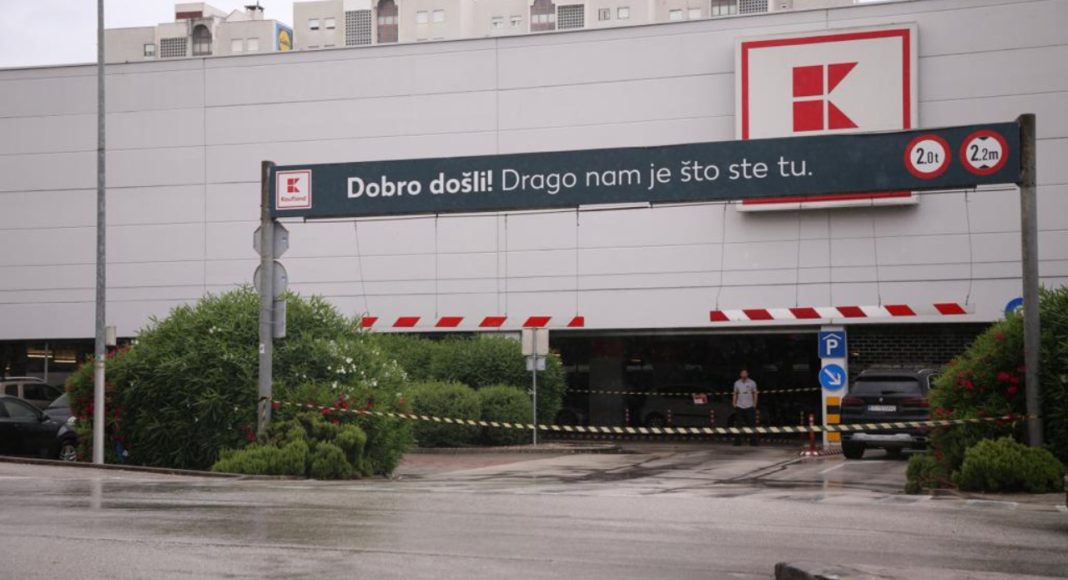 K
Kaufland
Dobro došli! Drago nam je što ste tu.
2.0t
2.2m
P